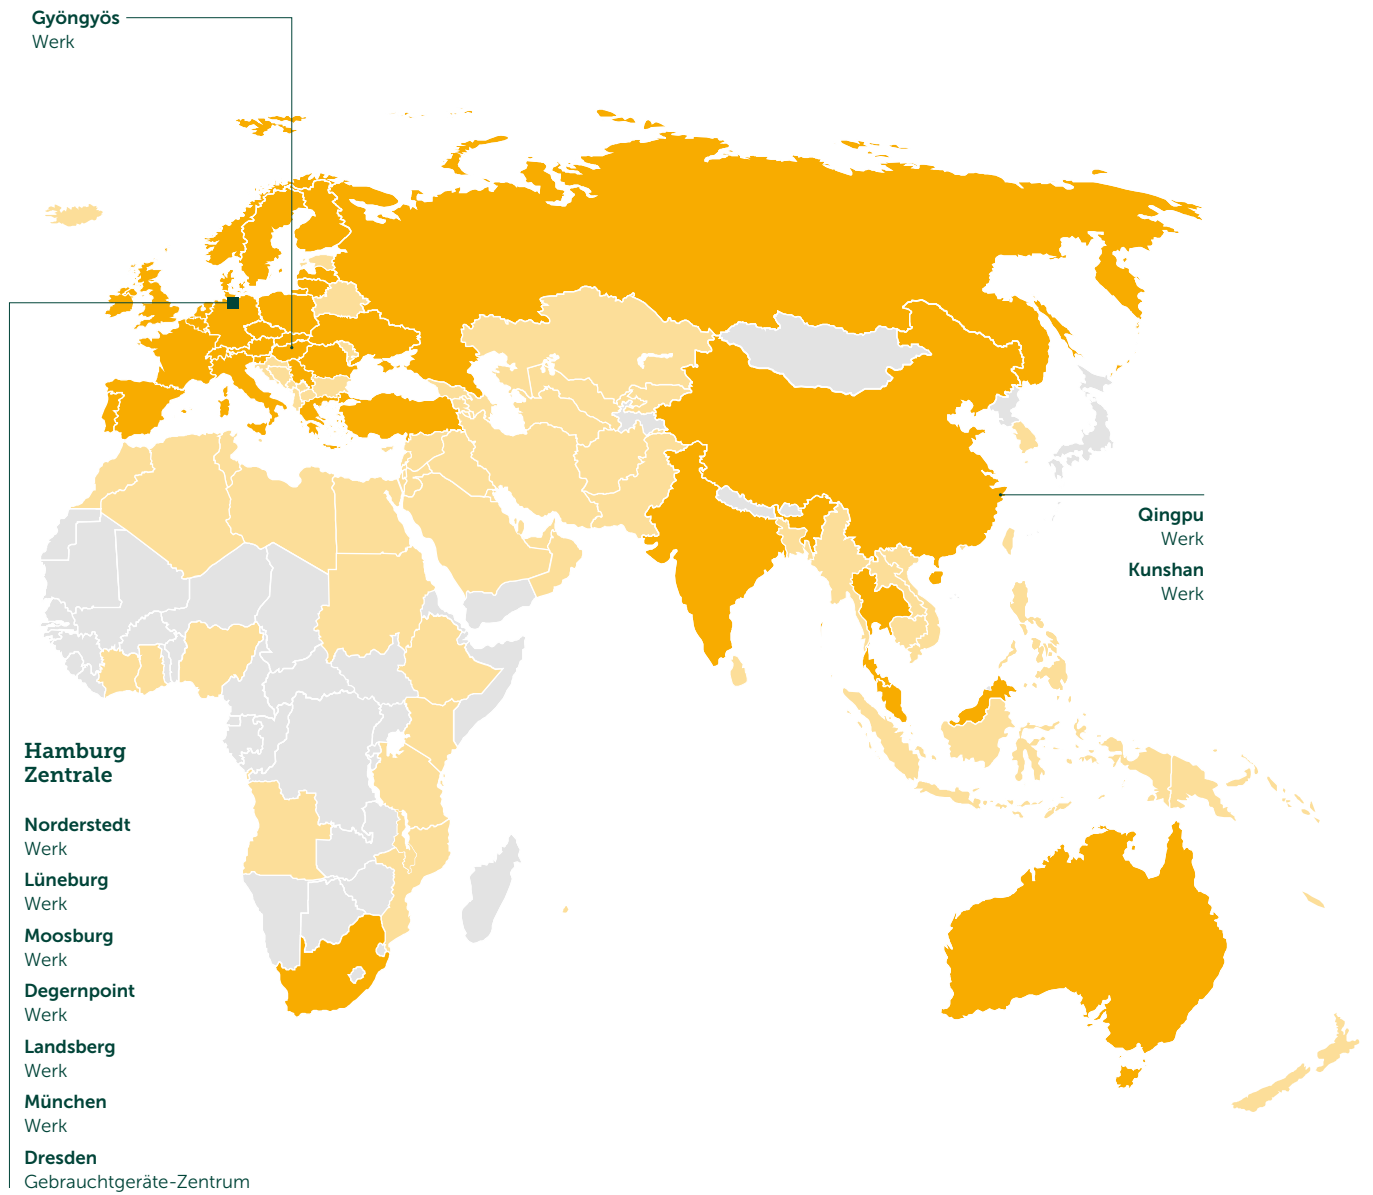 Gyöngyös
Werk
Qingpu
Werk
Kunshan
Werk
Hamburg
Zentrale
Norderstedt
Werk
Lüneburg
Werk
Moosburg
Werk
Degernpoint
Werk
Landsberg
Werk
München
Werk
Dresden
Gebrauchtgeräte-Zentrum